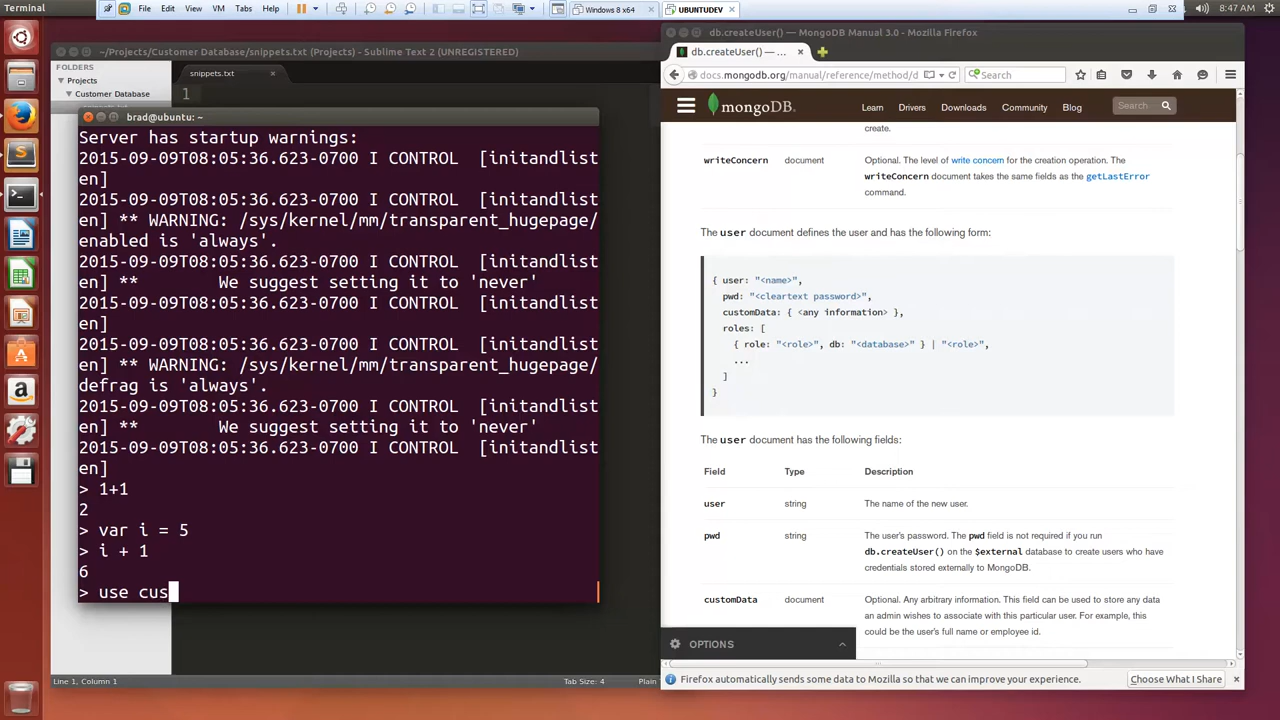 Terminal
File Edit View VM Tabs Help
Windows 8 x64
UBUNTUDEV
8:47 AM
~/Projects/Customer Database/snippets.txt (Projects) - Sublime Text 2 (UNREGISTERED)
FOLDERS
Projects
Customer Database
snippets.txt
1
brad@ubuntu: ~
Server has startup warnings:
2015-09-09T08:05:36.623-0700 I CONTROL  [initandlist
en]
2015-09-09T08:05:36.623-0700 I CONTROL  [initandlist
en] ** WARNING: /sys/kernel/mm/transparent_hugepage/
enabled is 'always'.
2015-09-09T08:05:36.623-0700 I CONTROL  [initandlist
en] **        We suggest setting it to 'never'
2015-09-09T08:05:36.623-0700 I CONTROL  [initandlist
en]
2015-09-09T08:05:36.623-0700 I CONTROL  [initandlist
en] ** WARNING: /sys/kernel/mm/transparent_hugepage/
defrag is 'always'.
2015-09-09T08:05:36.623-0700 I CONTROL  [initandlist
en] **        We suggest setting it to 'never'
2015-09-09T08:05:36.623-0700 I CONTROL  [initandlist
en]
> 1+1
2
> var i = 5
> i + 1
6
> use cus
Line 1, Column 1
Tab Size: 4
Plain
db.createUser() — MongoDB Manual 3.0 - Mozilla Firefox
db.createUser() — ...
docs.mongodb.org/manual/reference/method/d
Search
mongoDB.
Learn Drivers Downloads Community Blog
Search
create.
writeConcern document Optional. The level of write concern for the creation operation. The
writeConcern document takes the same fields as the getLastError
command.
The user document defines the user and has the following form:
{ user: "<name>",
pwd: "<cleartext password>",
customData: { <any information> },
roles: [
{ role: "<role>", db: "<database>" } | "<role>",
...
]
}
The user document has the following fields:
Field Type Description
user string The name of the new user.
pwd string The user's password. The pwd field is not required if you run
db.createUser() on the $external database to create users who have
credentials stored externally to MongoDB.
customData document Optional. Any arbitrary information. This field can be used to store any data
an admin wishes to associate with this particular user. For example, this
could be the user's full name or employee id.
OPTIONS
Firefox automatically sends some data to Mozilla so that we can improve your experience.
Choose What I Share